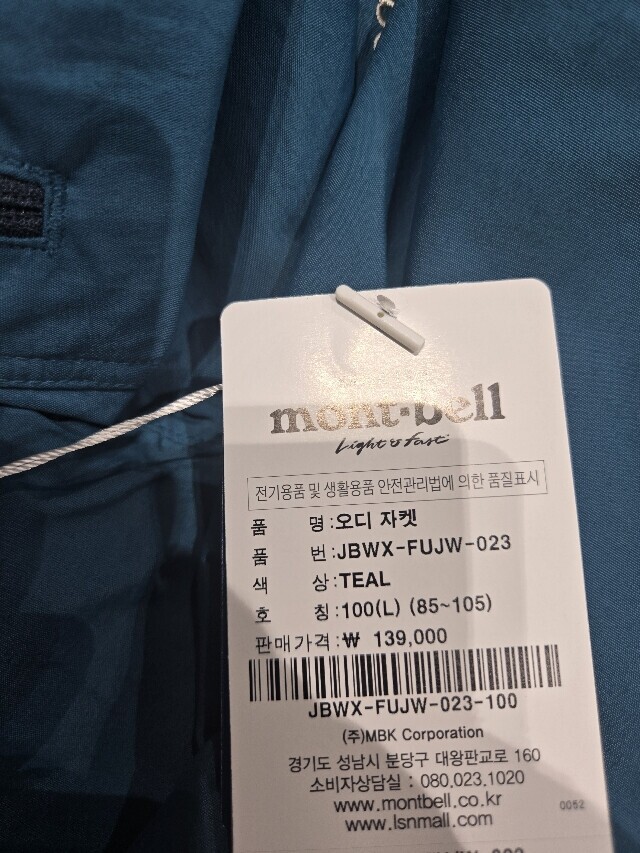 mont-bell
Light & Fast
전기용품 및 생활용품 안전관리법에 의한 품질표시
품 명 : 오디 자켓
품 번 : JBWX-FUJW-023
색 상 : TEAL
호 칭 : 100(L) (85~105)
판매가격 : ₩ 139,000
JBWX-FUJW-023-100
(주)MBK Corporation
경기도 성남시 분당구 대왕판교로 160
소비자상담실 : 080.023.1020
www.montbell.co.kr
0052
www.lsnmall.com